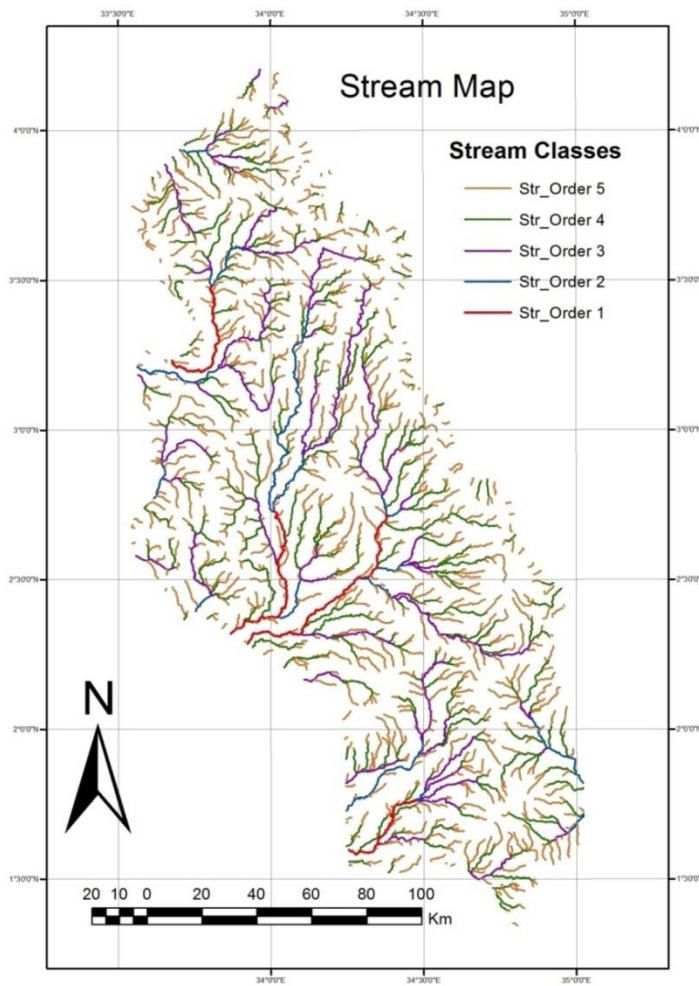 33°30'0"E 34°0'0"E 34°30'0"E 35°0'0"E
Stream Map
4°0'0"N 4°0'0"N
Stream Classes
Str_Order 5
Str_Order 4
Str_Order 3
3°30'0"N 3°30'0"N
Str_Order 2
Str_Order 1
3°0'0"N 3°0'0"N
2°30'0"N 2°30'0"N
N
2°0'0"N 2°0'0"N
1°30'0"N 1°30'0"N
20 10 0 20 40 60 80 100
Km
34°0'0"E 34°30'0"E 35°0'0"E